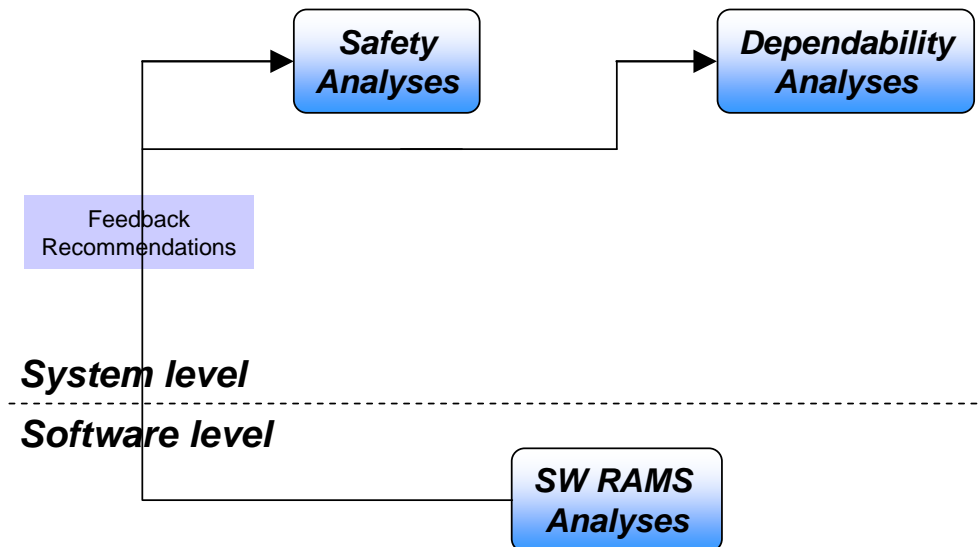 Safety
Analyses
Dependability
Analyses
Feedback
Recommendations
System level
Software level
SW RAMS
Analyses